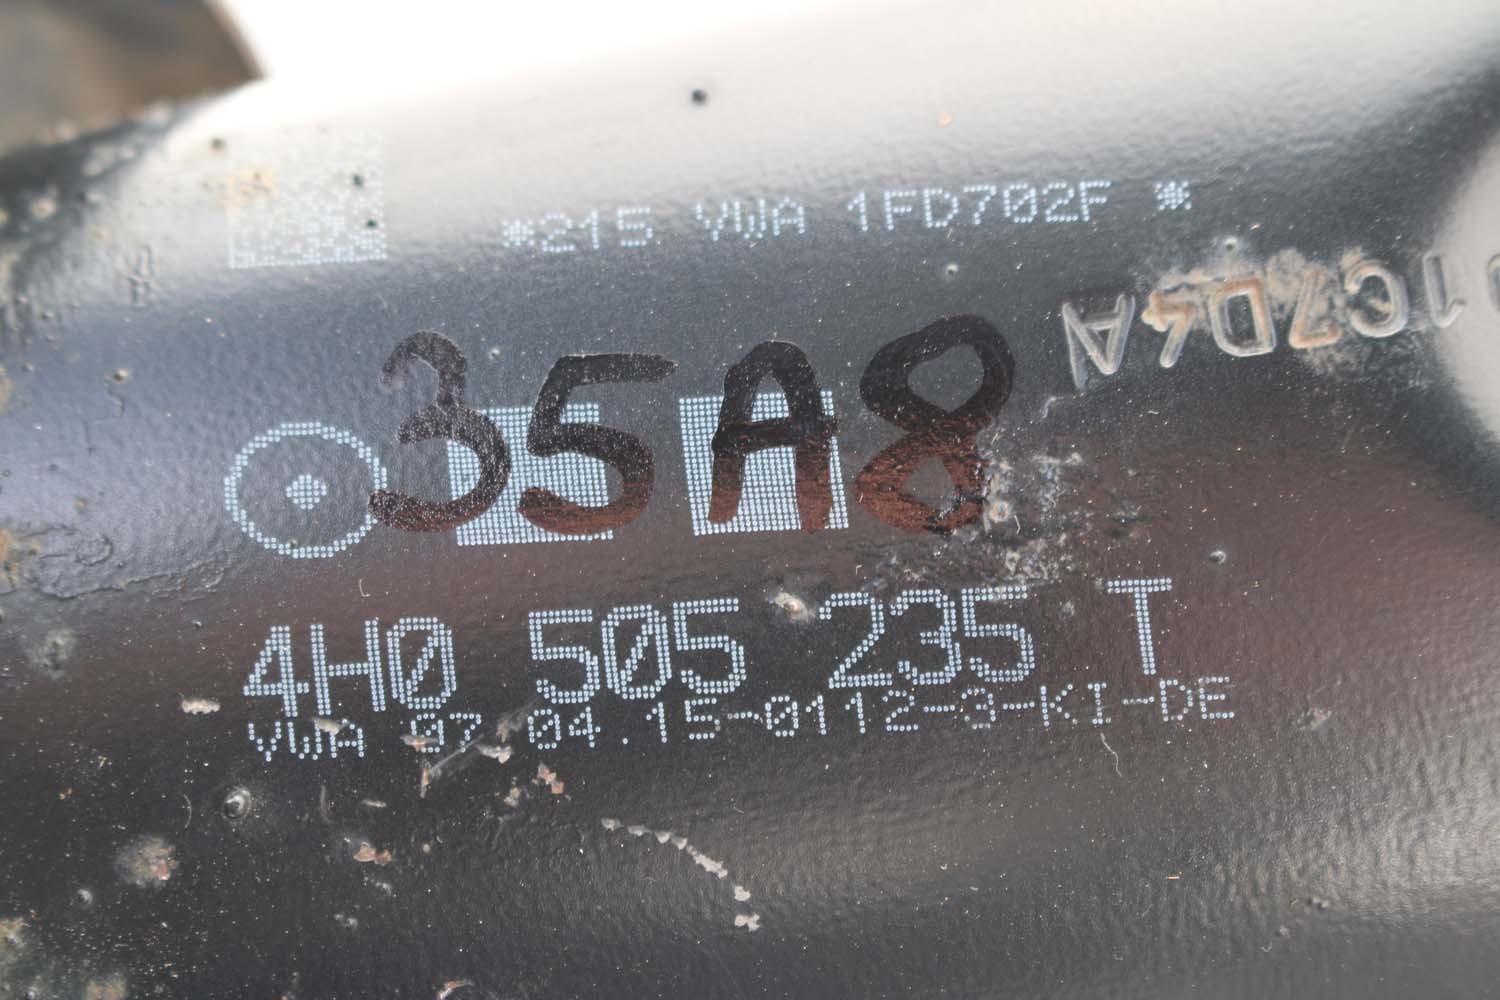 *215 VWA 1FD702F *
1C7D4A
35A8
4H0 505 235 T
VWA 07.04.15-0112-3-KI-DE